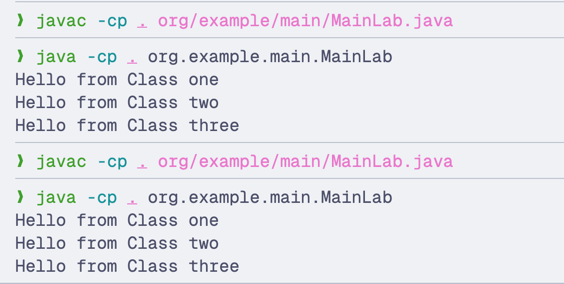 ❯ javac -cp . org/example/main/MainLab.java
❯ java -cp . org.example.main.MainLab
Hello from Class one
Hello from Class two
Hello from Class three
❯ javac -cp . org/example/main/MainLab.java
❯ java -cp . org.example.main.MainLab
Hello from Class one
Hello from Class two
Hello from Class three